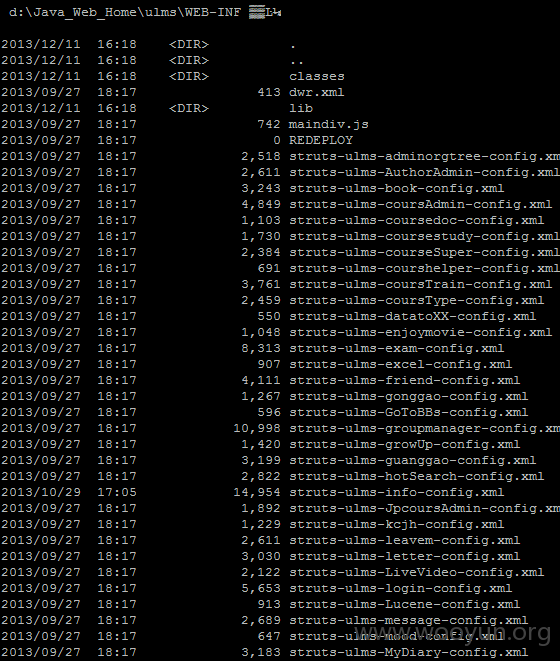 d:\Java_Web_Home\ulms\WEB-INF
2013/12/11  16:18    <DIR>          .
2013/12/11  16:18    <DIR>          ..
2013/12/11  16:18    <DIR>          classes
2013/09/27  18:17               413 dwr.xml
2013/12/11  16:18    <DIR>          lib
2013/09/27  18:17               742 maindiv.js
2013/09/27  18:17                 0 REDEPLOY
2013/09/27  18:17             2,518 struts-ulms-adminorgtree-config.xm
2013/09/27  18:17             2,611 struts-ulms-AuthorAdmin-config.xml
2013/09/27  18:17             3,243 struts-ulms-book-config.xml
2013/09/27  18:17             4,849 struts-ulms-coursAdmin-config.xml
2013/09/27  18:17             1,103 struts-ulms-coursedoc-config.xml
2013/09/27  18:17             1,730 struts-ulms-coursestudy-config.xml
2013/09/27  18:17             2,384 struts-ulms-courseSuper-config.xml
2013/09/27  18:17               691 struts-ulms-courshelper-config.xml
2013/09/27  18:17             3,761 struts-ulms-coursTrain-config.xml
2013/09/27  18:17             2,459 struts-ulms-coursType-config.xml
2013/09/27  18:17               550 struts-ulms-datatoXX-config.xml
2013/09/27  18:17             1,048 struts-ulms-enjoymovie-config.xml
2013/09/27  18:17             8,313 struts-ulms-exam-config.xml
2013/09/27  18:17               907 struts-ulms-excel-config.xml
2013/09/27  18:17             4,111 struts-ulms-friend-config.xml
2013/09/27  18:17             1,267 struts-ulms-gonggao-config.xml
2013/09/27  18:17               596 struts-ulms-GoToBBs-config.xml
2013/09/27  18:17            10,998 struts-ulms-groupmanager-config.xml
2013/09/27  18:17             1,420 struts-ulms-growUp-config.xml
2013/09/27  18:17             3,199 struts-ulms-guanggao-config.xml
2013/09/27  18:17             2,822 struts-ulms-hotSearch-config.xml
2013/10/29  17:05            14,954 struts-ulms-info-config.xml
2013/09/27  18:17             1,892 struts-ulms-JpcoursAdmin-config.xml
2013/09/27  18:17             1,229 struts-ulms-kcjh-config.xml
2013/09/27  18:17             2,611 struts-ulms-leavem-config.xml
2013/09/27  18:17             3,030 struts-ulms-letter-config.xml
2013/09/27  18:17             2,122 struts-ulms-LiveVideo-config.xml
2013/09/27  18:17             5,653 struts-ulms-login-config.xml
2013/09/27  18:17               913 struts-ulms-Lucene-config.xml
2013/09/27  18:17             2,689 struts-ulms-message-config.xml
2013/09/27  18:17               647 struts-ulms-mood-config.xml
2013/09/27  18:17             3,183 struts-ulms-MyDiary-config.xml
www.wooyun.org